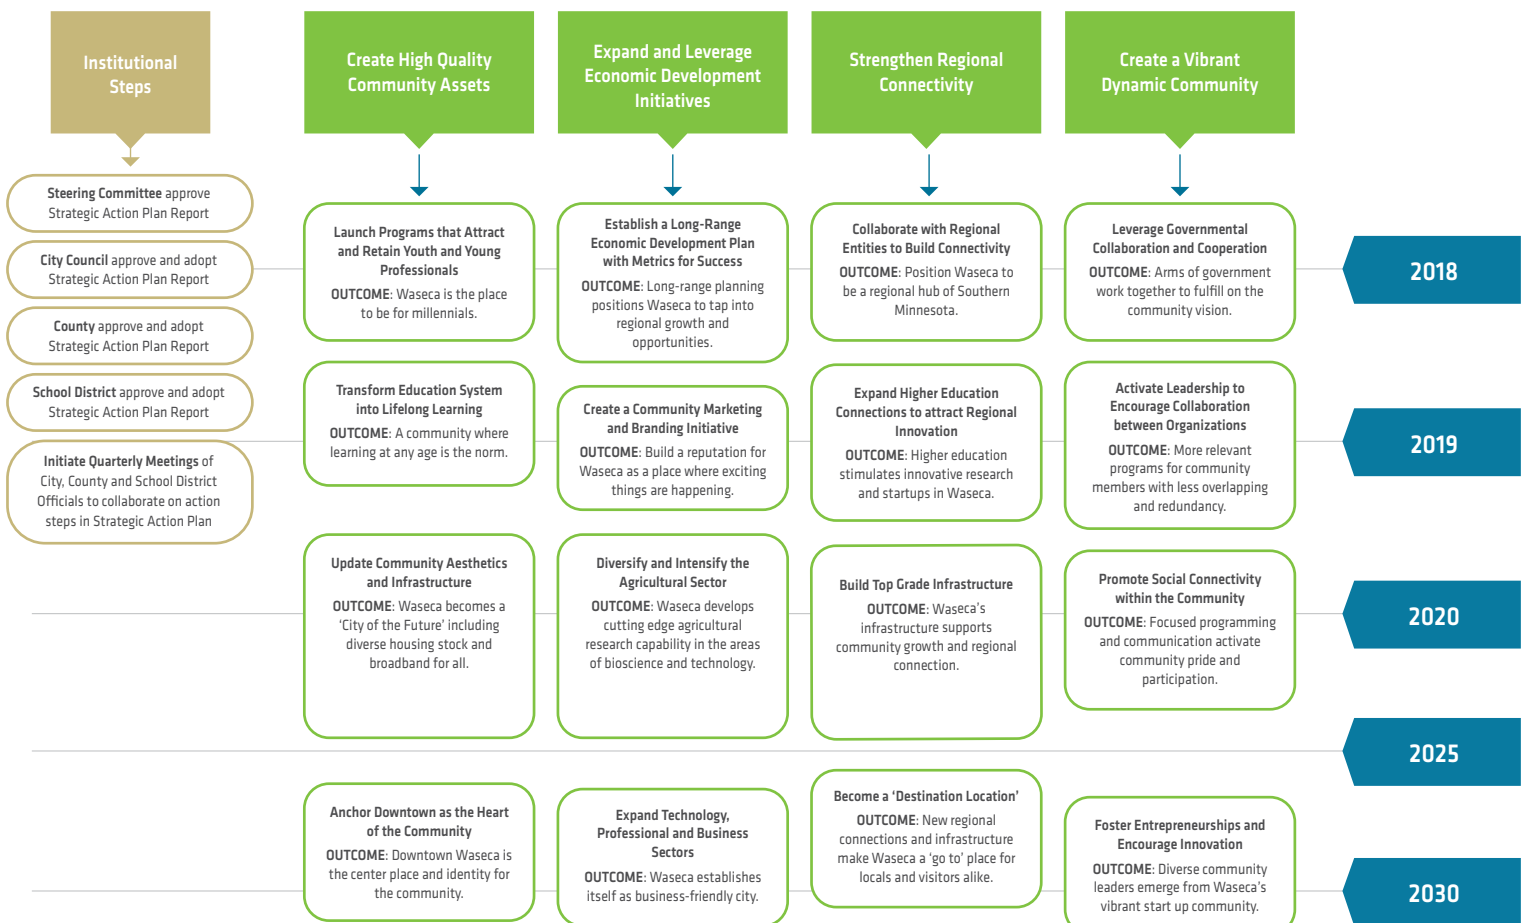 Institutional
Steps
Create High Quality
Community Assets
Expand and Leverage
Economic Development
Initiatives
Strengthen Regional
Connectivity
Create a Vibrant
Dynamic Community
Steering Committee approve
Strategic Action Plan Report
City Council approve and adopt
Strategic Action Plan Report
County approve and adopt
Strategic Action Plan Report
School District approve and adopt
Strategic Action Plan Report
Initiate Quarterly Meetings of
City, County and School District
Officials to collaborate on action
steps in Strategic Action Plan
Launch Programs that Attract
and Retain Youth and Young
Professionals
OUTCOME: Waseca is the place
to be for millennials.
Establish a Long-Range
Economic Development Plan
with Metrics for Success
OUTCOME: Long-range planning
positions Waseca to tap into
regional growth and
opportunities.
Collaborate with Regional
Entities to Build Connectivity
OUTCOME: Position Waseca to
be a regional hub of Southern
Minnesota.
Leverage Governmental
Collaboration and Cooperation
OUTCOME: Arms of government
work together to fulfill on the
community vision.
2018
Transform Education System
into Lifelong Learning
OUTCOME: A community where
learning at any age is the norm.
Create a Community Marketing
and Branding Initiative
OUTCOME: Build a reputation for
Waseca as a place where exciting
things are happening.
Expand Higher Education
Connections to attract Regional
Innovation
OUTCOME: Higher education
stimulates innovative research
and startups in Waseca.
Activate Leadership to
Encourage Collaboration
between Organizations
OUTCOME: More relevant
programs for community
members with less overlapping
and redundancy.
2019
Update Community Aesthetics
and Infrastructure
OUTCOME: Waseca becomes a
‘City of the Future’ including
diverse housing stock and
broadband for all.
Diversify and Intensify the
Agricultural Sector
OUTCOME: Waseca develops
cutting edge agricultural
research capability in the areas
of bioscience and technology.
Build Top Grade Infrastructure
OUTCOME: Waseca’s
infrastructure supports
community growth and regional
connection.
Promote Social Connectivity
within the Community
OUTCOME: Focused programming
and communication activate
community pride and
participation.
2020
2025
Anchor Downtown as the Heart
of the Community
OUTCOME: Downtown Waseca is
the center place and identity for
the community.
Expand Technology,
Professional and Business
Sectors
OUTCOME: Waseca establishes
itself as business-friendly city.
Become a ‘Destination Location’
OUTCOME: New regional
connections and infrastructure
make Waseca a ‘go to’ place for
locals and visitors alike.
Foster Entrepreneurships and
Encourage Innovation
OUTCOME: Diverse community
leaders emerge from Waseca’s
vibrant start up community.
2030